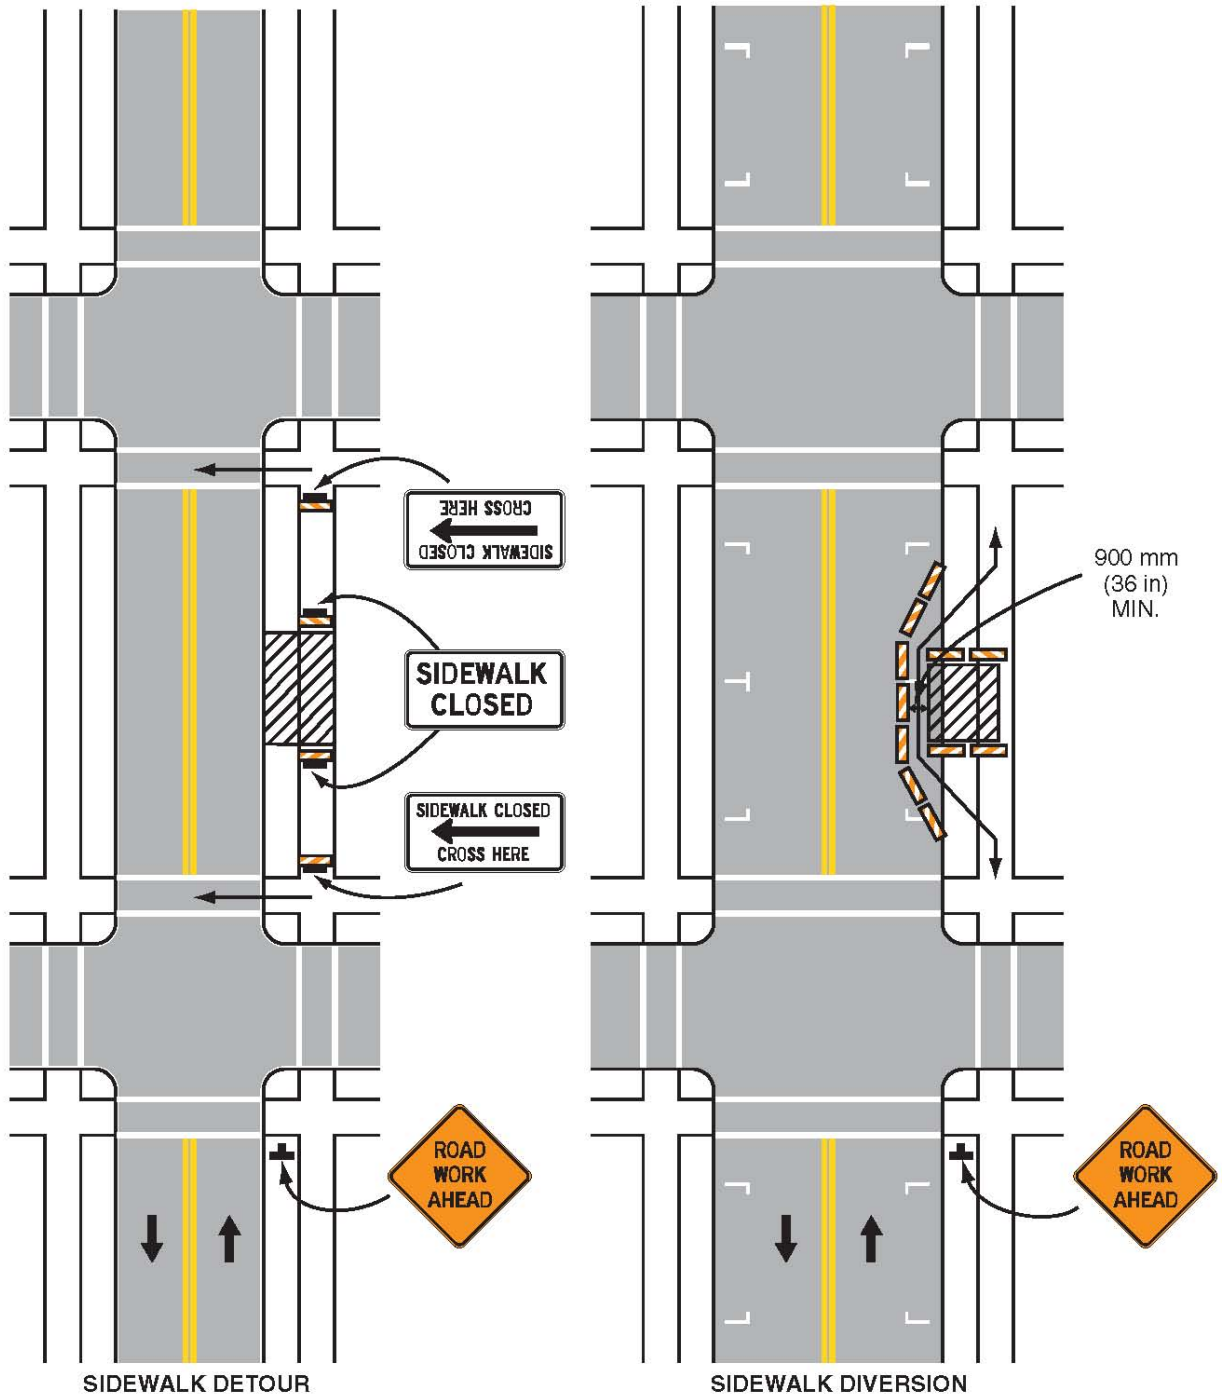 CROSS HERE
SIDEWALK CLOSED
SIDEWALK
CLOSED
SIDEWALK CLOSED
CROSS HERE
900 mm
(36 in)
MIN.
ROAD
WORK
AHEAD
ROAD
WORK
AHEAD
SIDEWALK DETOUR
SIDEWALK DIVERSION